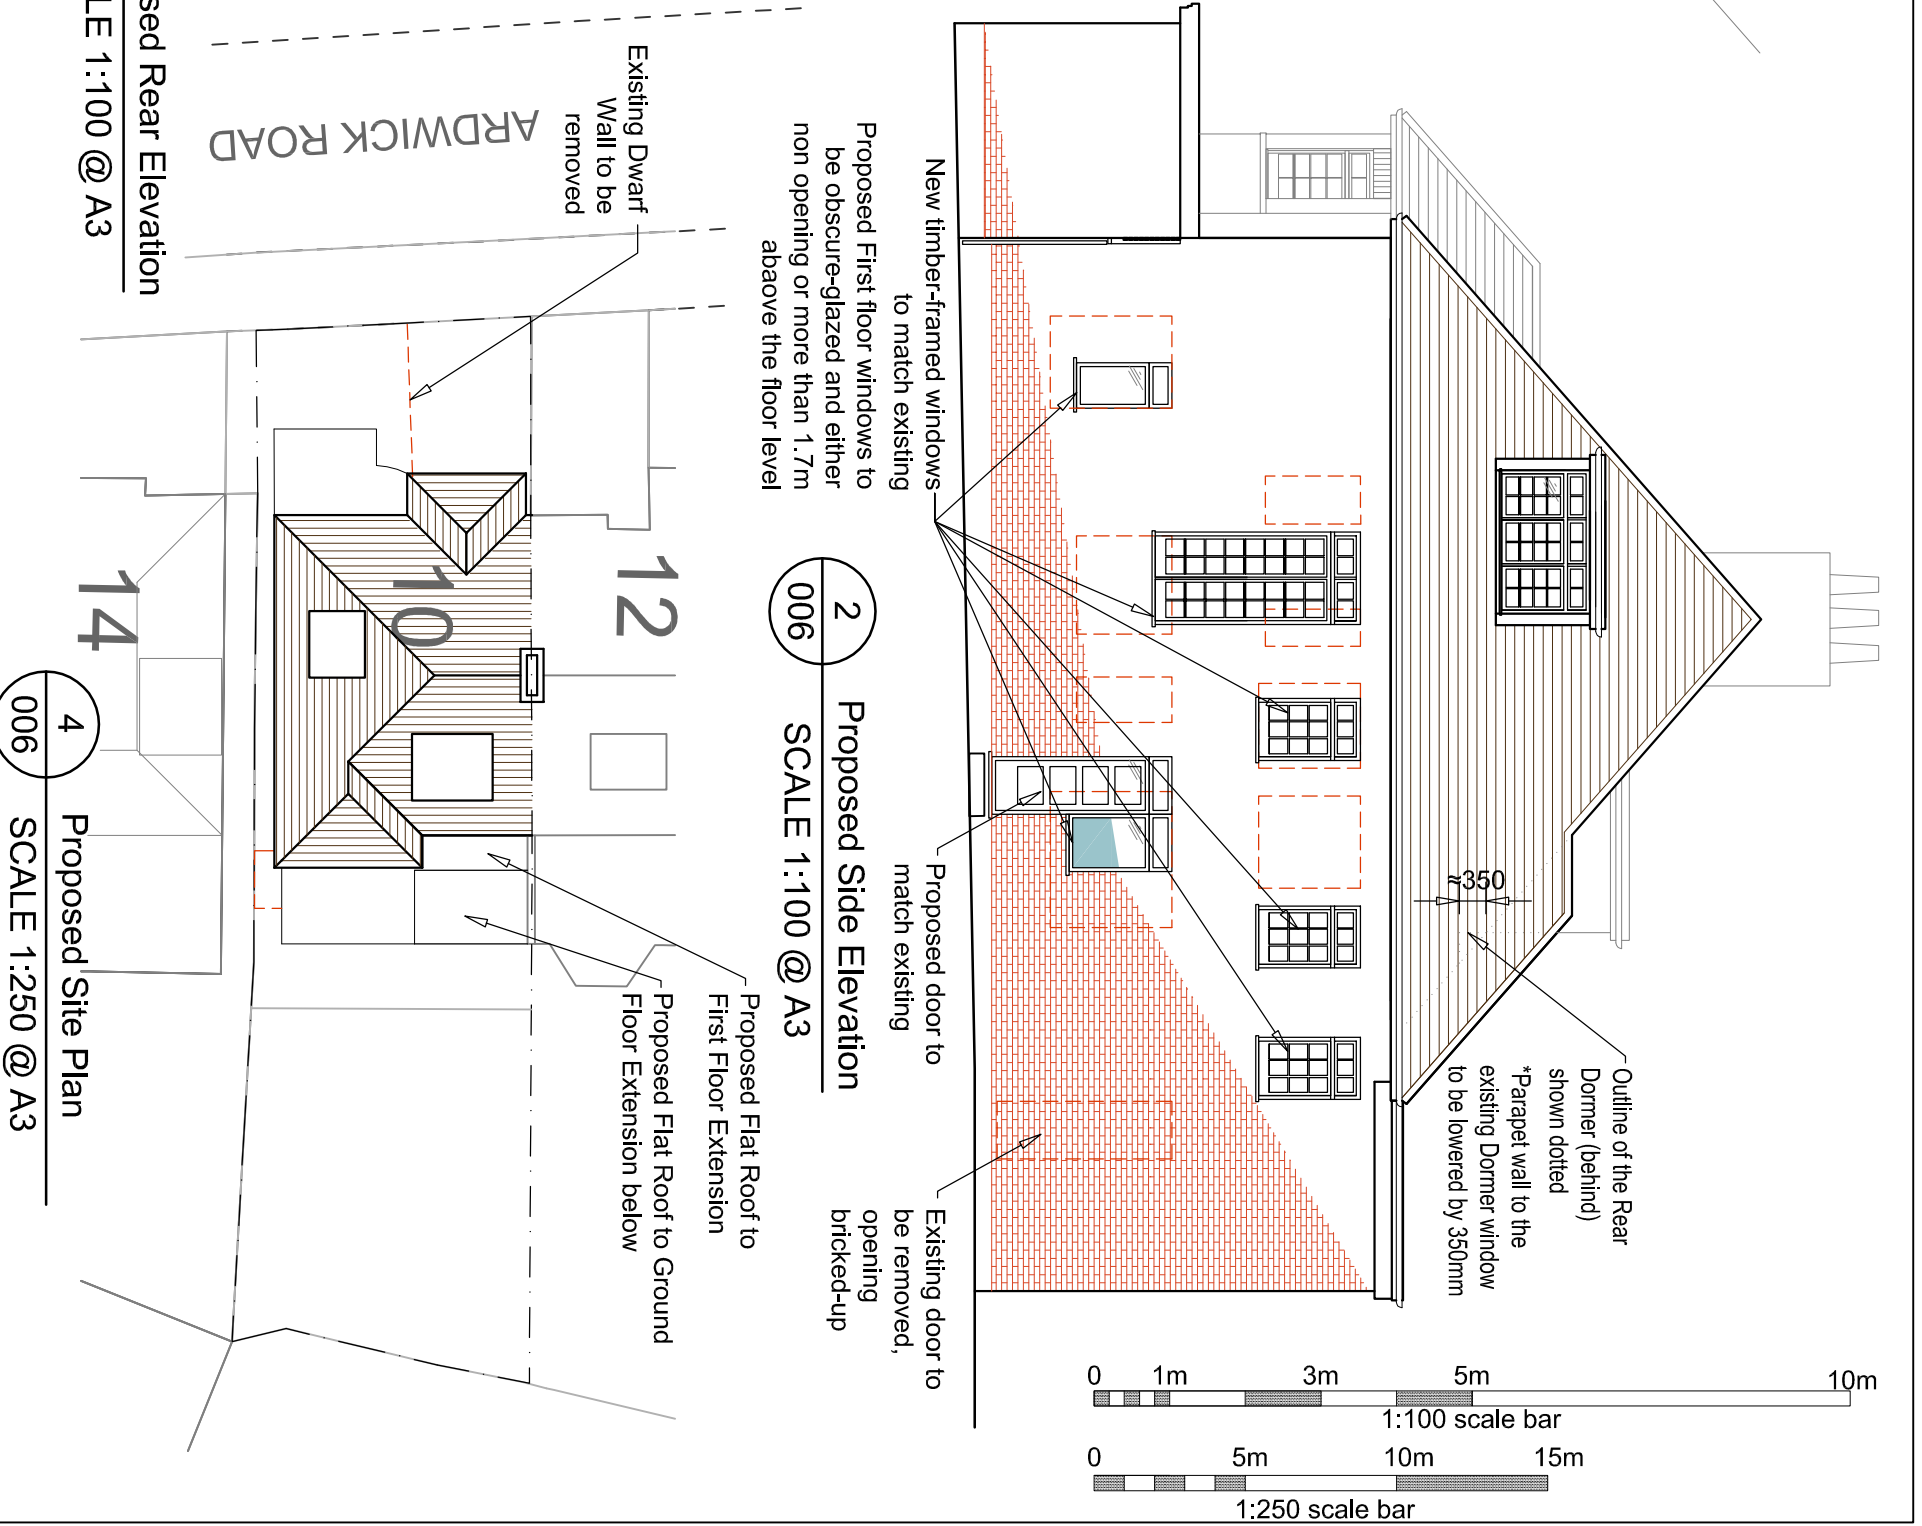 Outline of the Rear
Dormer (behind)
shown dotted
*Parapet wall to the
existing Dormer window
to be lowered by 350mm
≈350
New timber-framed windows
to match existing
Proposed First floor windows to
be obscure-glazed and either
non opening or more than 1.7m
abaove the floor level
Proposed door to
match existing
Existing door to
be removed,
opening
bricked-up
2
006
Proposed Side Elevation
SCALE 1:100 @ A3
Existing Dwarf
Wall to be
removed
ARDWICK ROAD
12
10
14
Proposed Flat Roof to
First Floor Extension
Proposed Flat Roof to Ground
Floor Extension below
4
006
Proposed Site Plan
SCALE 1:250 @ A3
sed Rear Elevation
LE 1:100 @ A3
0 1m 3m 5m 10m
1:100 scale bar
0 5m 10m 15m
1:250 scale bar